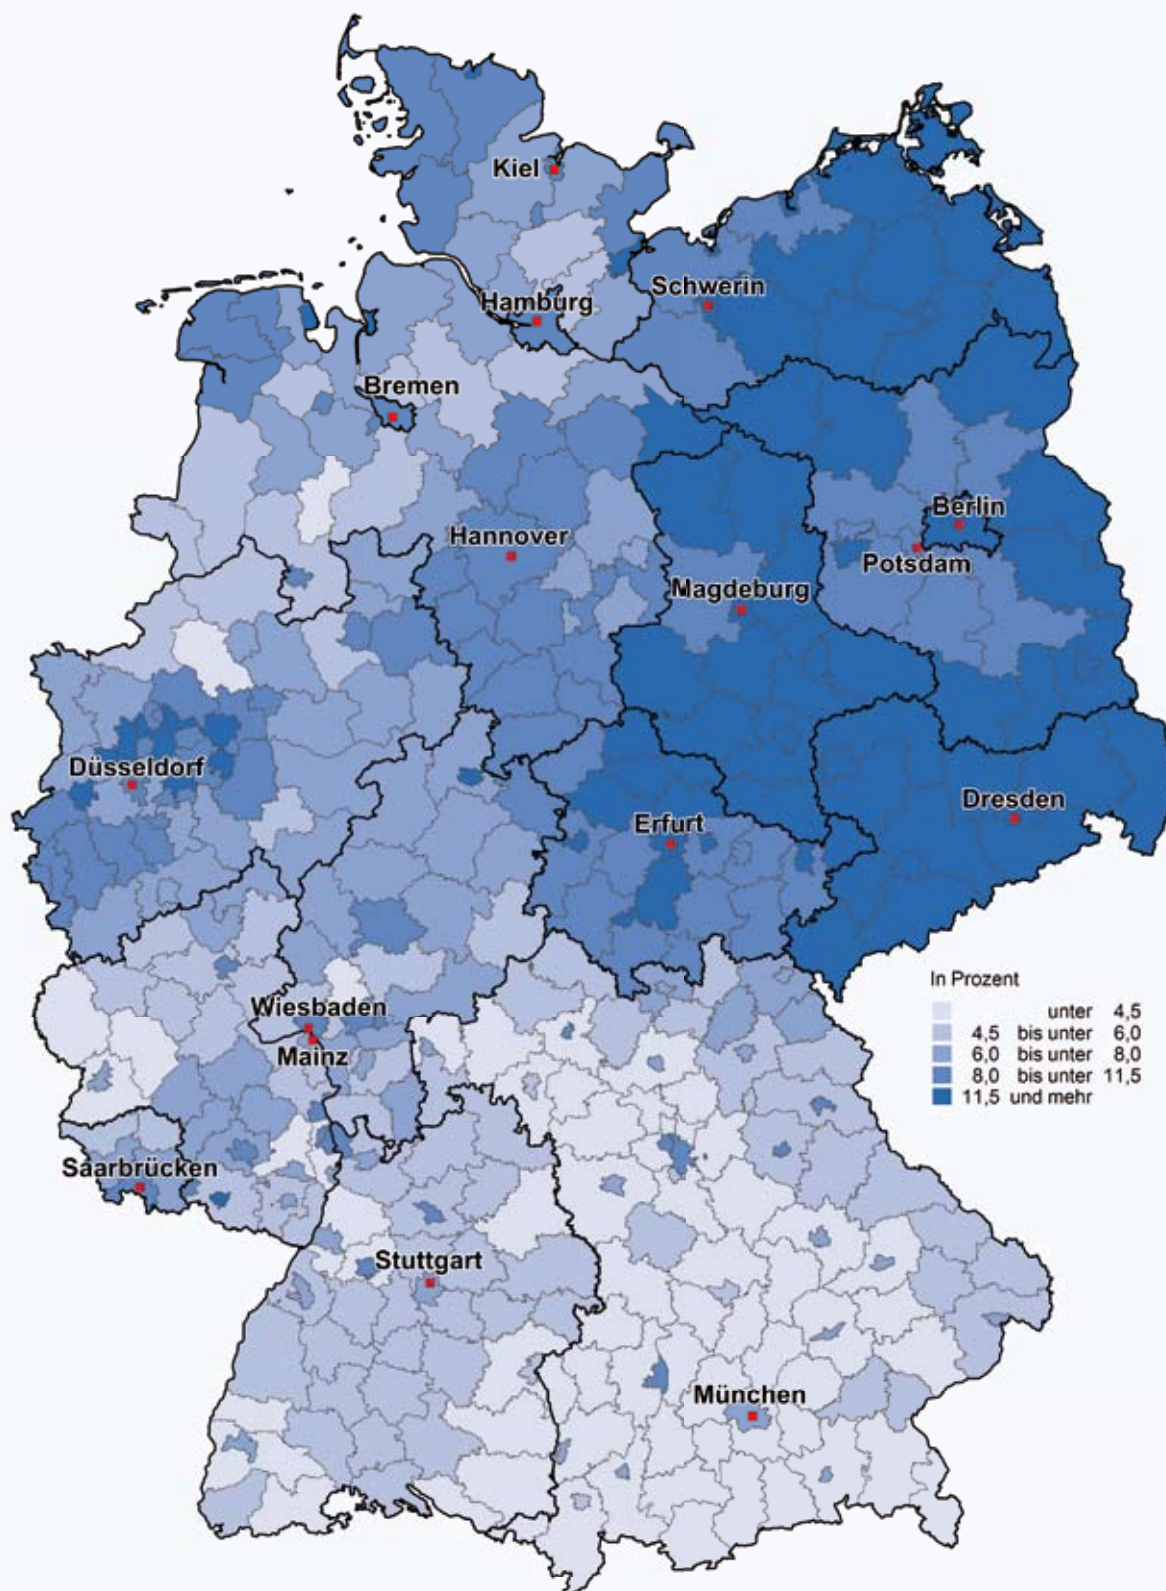 Kiel
Schwerin
Hamburg
Bremen
Berlin
Hannover
Potsdam
Magdeburg
Düsseldorf
Dresden
Erfurt
In Prozent
unter 4,5
4,5 bis unter 6,0
6,0 bis unter 8,0
8,0 bis unter 11,5
11,5 und mehr
Wiesbaden
Mainz
Saarbrücken
Stuttgart
München